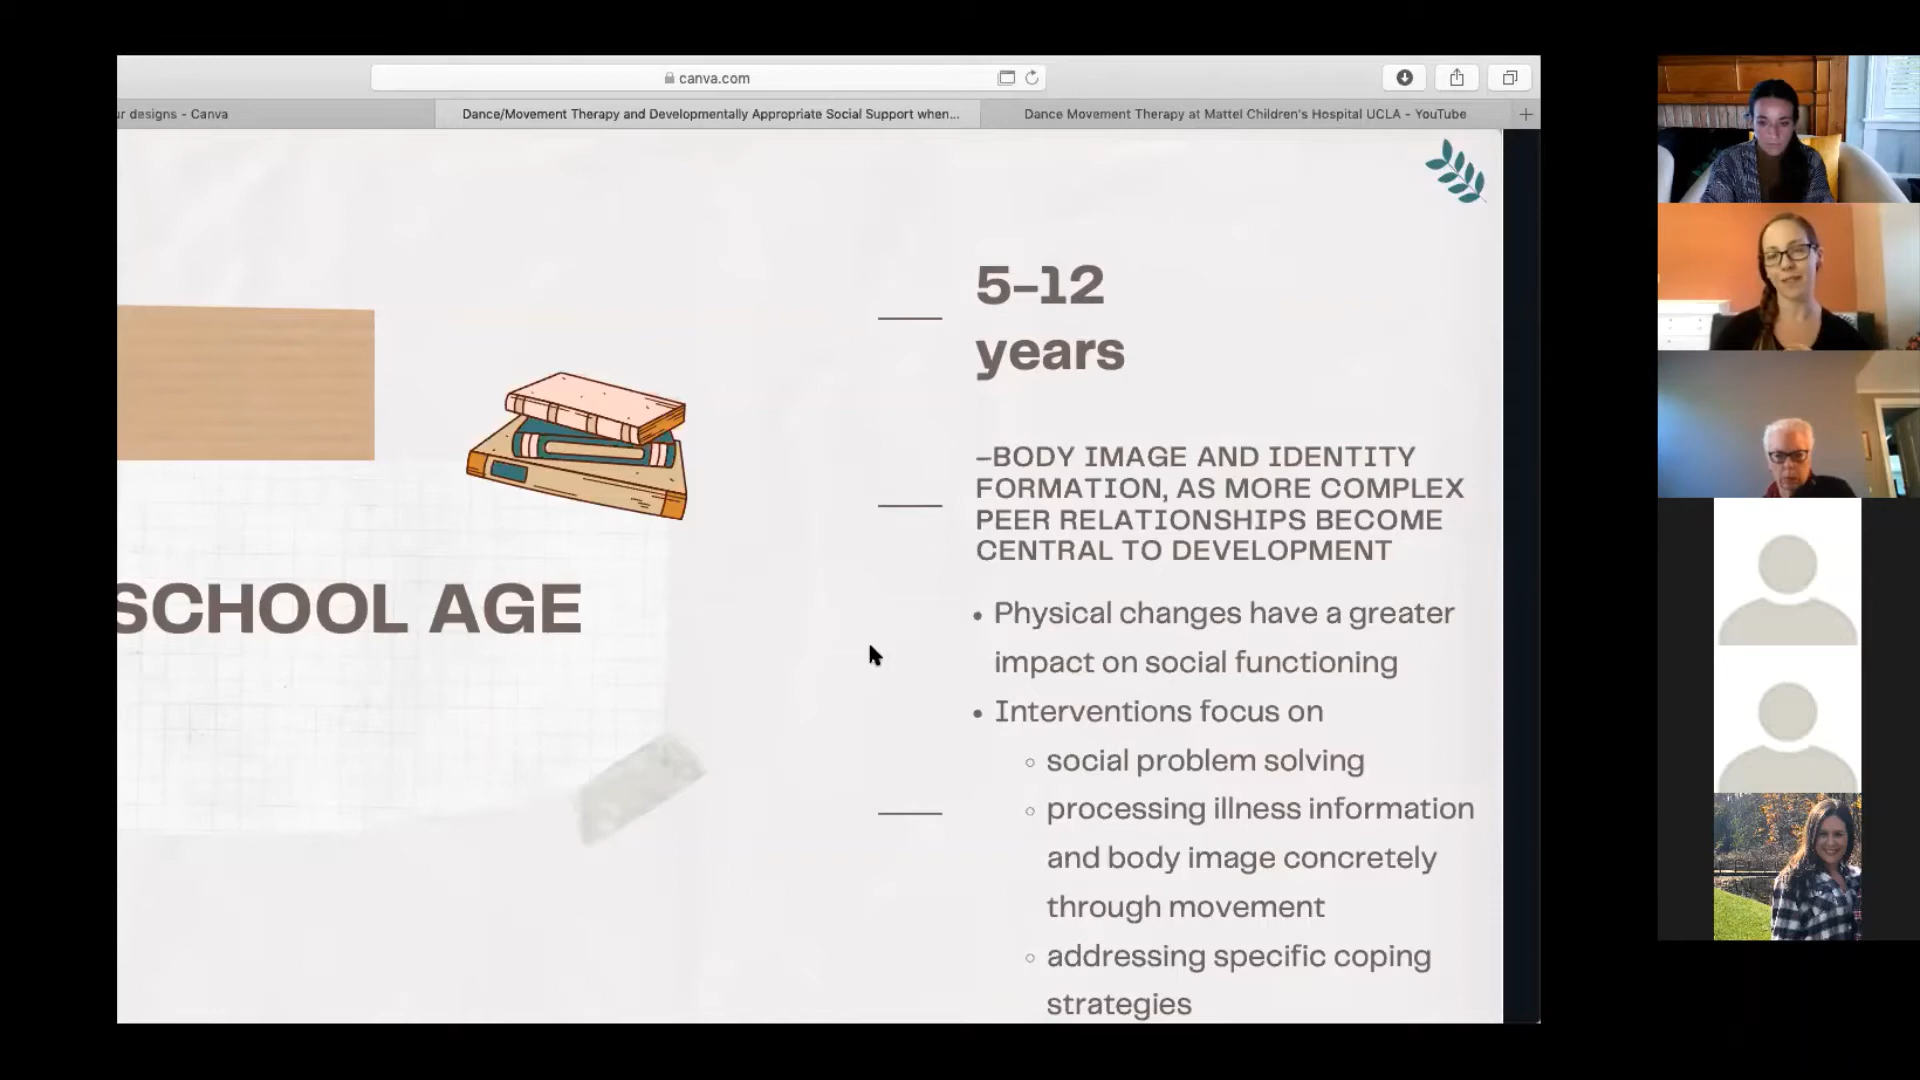 canva.com
ur designs - Canva
Dance/Movement Therapy and Developmentally Appropriate Social Support when...
Dance Movement Therapy at Mattel Children's Hospital UCLA - YouTube
SCHOOL AGE
5–12
years
–BODY IMAGE AND IDENTITY
FORMATION, AS MORE COMPLEX
PEER RELATIONSHIPS BECOME
CENTRAL TO DEVELOPMENT
• Physical changes have a greater
impact on social functioning
• Interventions focus on
◦ social problem solving
◦ processing illness information
and body image concretely
through movement
◦ addressing specific coping
strategies